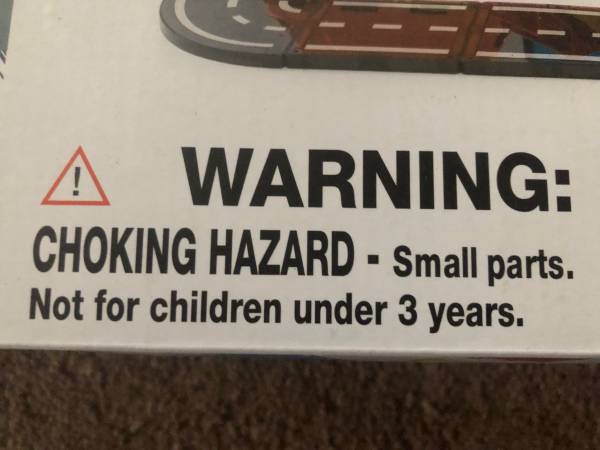 WARNING:
CHOKING HAZARD - Small parts.
Not for children under 3 years.